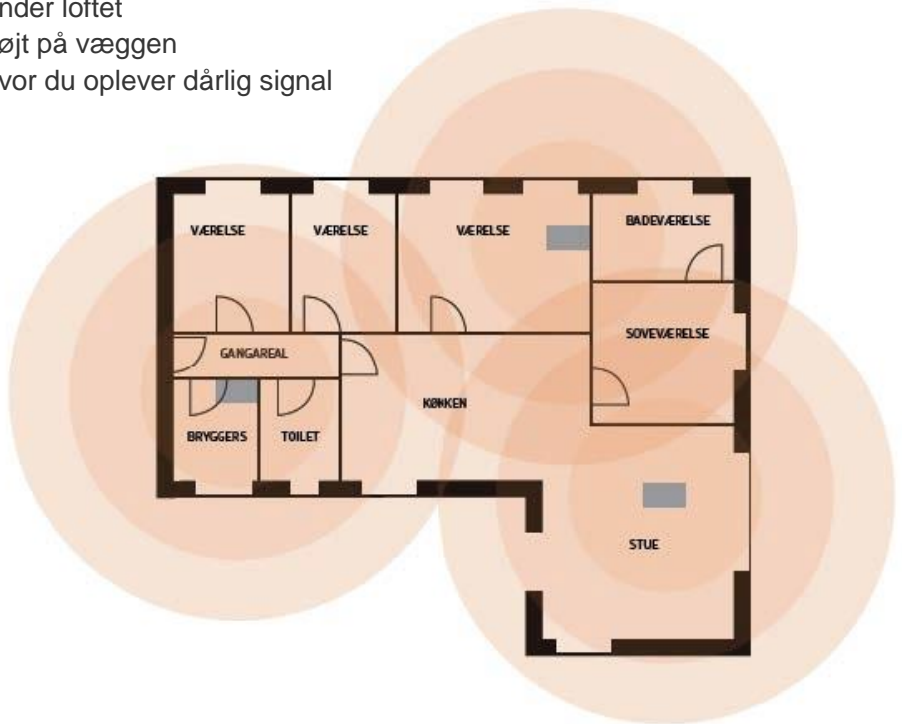 nder loftet
øjt på væggen
vor du oplever dårlig signal
VÆRELSE
VÆRELSE
VÆRELSE
BADEVÆRELSE
SOVEVÆRELSE
GANGAREAL
KØKKEN
BRYGGERS
TOILET
STUE